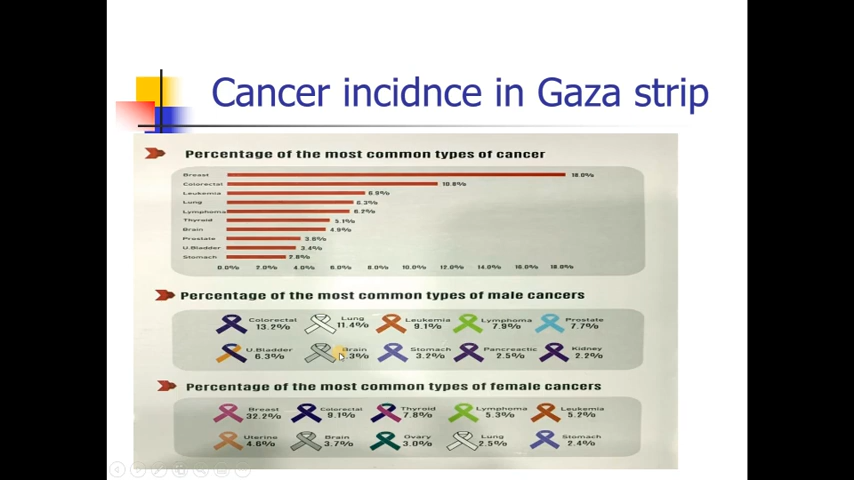 Cancer incidnce in Gaza strip
Percentage of the most common types of cancer
Breast 18.0%
Colorectal 10.8%
Leukemia 6.9%
Lung 6.3%
Lymphoma 6.2%
Thyroid 5.1%
Brain 4.9%
Prostate 3.6%
U.Bladder 3.4%
Stomach 2.8%
0.0% 2.0% 4.0% 6.0% 8.0% 10.0% 12.0% 14.0% 16.0% 18.0%
Percentage of the most common types of male cancers
Colorectal Lung Leukemia Lymphoma Prostate
13.2% 11.4% 9.1% 7.9% 7.7%
U.Bladder Brain Stomach Pancreatic Kidney
6.3% .3% 3.2% 2.5% 2.2%
Percentage of the most common types of female cancers
Breast Colorectal Thyroid Lymphoma Leukemia
32.2% 9.1% 7.8% 5.3% 5.2%
Uterine Brain Ovary Lung Stomach
4.6% 3.7% 3.0% 2.5% 2.4%